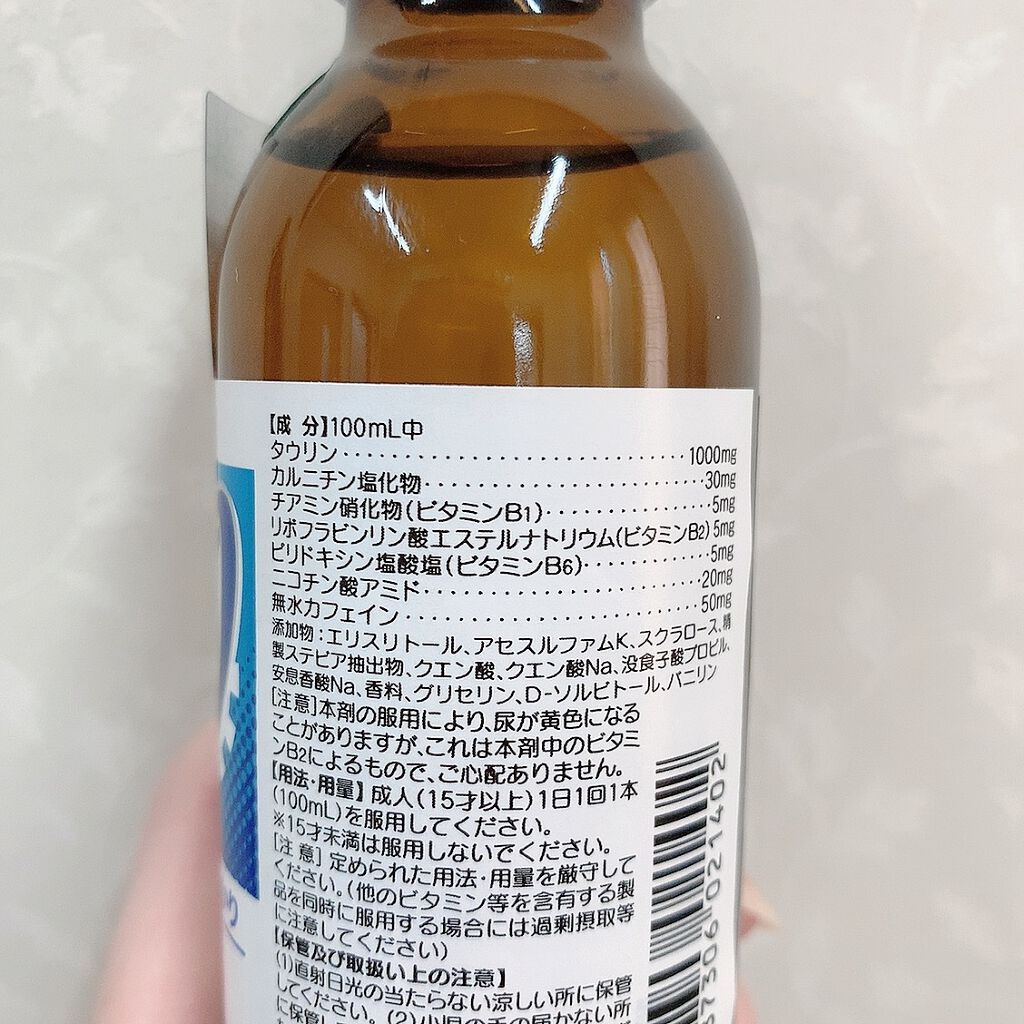 【成 分】100mL中
タウリン・・・・・・・・・・・・・・・・・・・・・・・・・・・・・・1000mg
カルニチン塩化物・・・・・・・・・・・・・・・・・・・・・・・・30mg
チアミン硝化物(ビタミンB1)・・・・・・・・・・・・・・・・5mg
リボフラビンリン酸エステルナトリウム(ビタミンB2)5mg
ピリドキシン塩酸塩(ビタミンB6)・・・・・・・・・・・・5mg
ニコチン酸アミド・・・・・・・・・・・・・・・・・・・・・・・・20mg
無水カフェイン・・・・・・・・・・・・・・・・・・・・・・・・・・50mg
添加物:エリスリトール、アセスルファムK、スクラロース、精
製ステビア抽出物、クエン酸、クエン酸Na、没食子酸プロピル、
安息香酸Na、香料、グリセリン、D-ソルビトール、バニリン
[注意]本剤の服用により、尿が黄色になる
ことがありますが、これは本剤中のビタミ
ンB2によるもので、ご心配ありません。
【用法・用量】成人(15才以上)1日1回1本
(100mL)を服用してください。
※15才未満は服用しないでください。
[注意]定められた用法・用量を厳守して
ください。(他のビタミン等を含有する製
品を同時に服用する場合には過剰摂取等
に注意してください)
【保管及び取扱い上の注意】
(1)直射日光の当たらない涼しい所に保管
してください。(2)小児の手の届かない所
に保管し
7306 021402